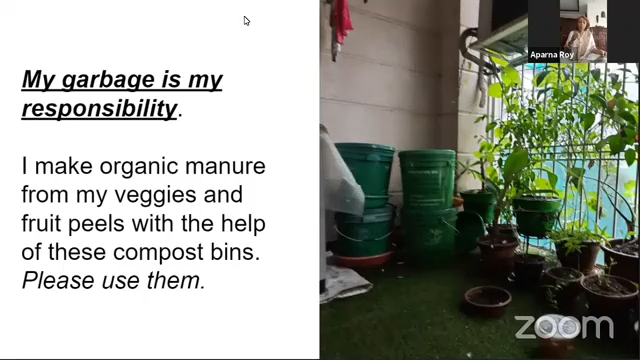 My garbage is my
responsibility.
I make organic manure
from my veggies and
fruit peels with the help
of these compost bins.
Please use them.
Aparna Roy
zoom